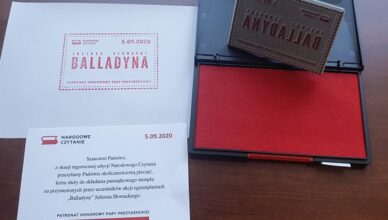 NARODOWE
CZYTANIE
5.09.2020
JULIUSZ SŁOWACKI
BALLADYNA
PATRONAT HONOROWY PARY PREZYDENCKIEJ
NARODOWE
CZYTANIE
5.09.2020
Szanowni Państwo,
z okazji tegorocznej edycji Narodowego Czytania
przesyłamy Państwu okolicznościową pieczęć,
która służy do składania pamiątkowego stempla
na przyniesionych przez uczestników akcji egzemplarzach
„Balladyny” Juliusza Słowackiego.
PATRONAT HONOROWY PARY PREZYDENCKIEJ
BALLADYNA